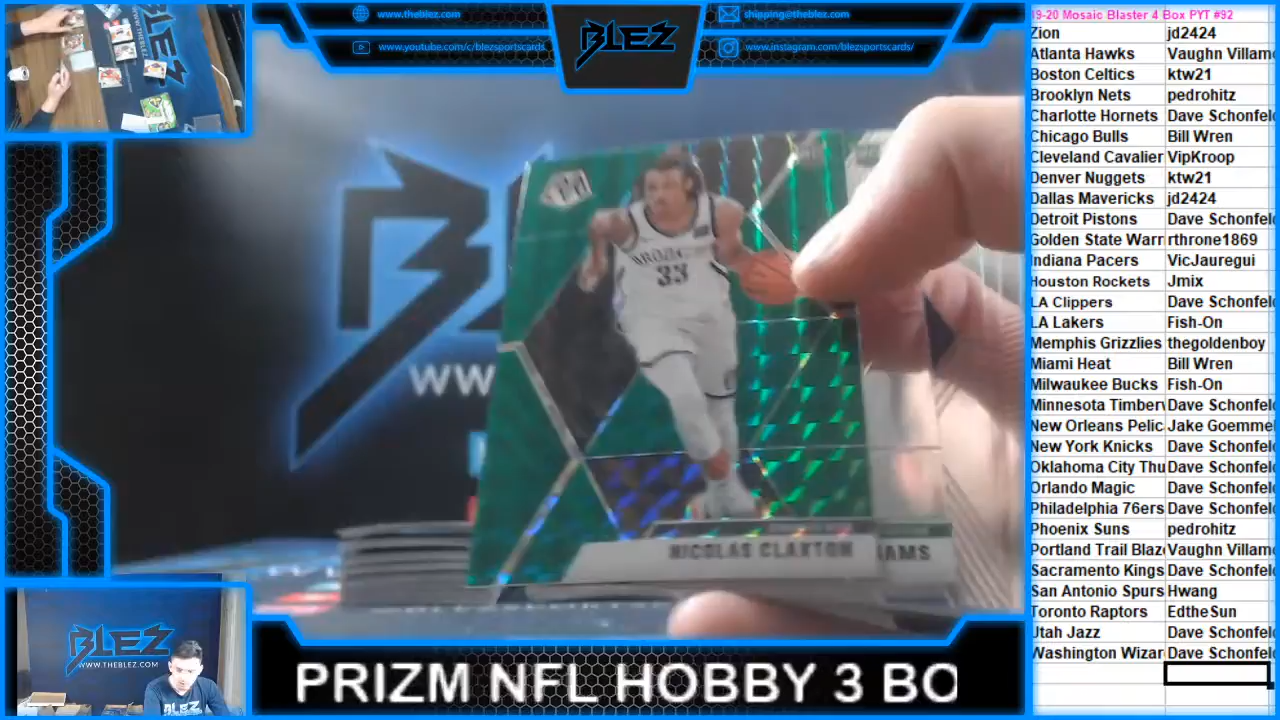 www.theblez.com
shipping@theblez.com
www.youtube.com/c/blezsportscards/
www.instagram.com/blezsportscards/
BLEZ
19-20 Mosaic Blaster 4 Box PYT #92
Zion jd2424
Atlanta Hawks Vaughn Villam
Boston Celtics ktw21
Brooklyn Nets pedrohitz
Charlotte Hornets Dave Schonfel
Chicago Bulls Bill Wren
Cleveland Cavalier VipKroop
Denver Nuggets ktw21
Dallas Mavericks jd2424
Detroit Pistons Dave Schonfel
Golden State Warr rthrone1869
Indiana Pacers VicJauregui
Houston Rockets Jmix
LA Clippers Dave Schonfel
LA Lakers Fish-On
Memphis Grizzlies thegoldenboy
Miami Heat Bill Wren
Milwaukee Bucks Fish-On
Minnesota Timberv Dave Schonfel
New Orleans Pelic Jake Goemme
New York Knicks Dave Schonfel
Oklahoma City Thu Dave Schonfel
Orlando Magic Dave Schonfel
Philadelphia 76ers Dave Schonfel
Phoenix Suns pedrohitz
Portland Trail Blaz Vaughn Villam
Sacramento Kings Dave Schonfel
San Antonio Spurs Hwang
Toronto Raptors EdtheSun
Utah Jazz Dave Schonfel
Washington Wizar Dave Schonfel
BROOKLYN
33
WW
NICOLAS CLAXTON
IAMS
BLEZ
WWW.THEBLEZ.COM
PRIZM NFL HOBBY 3 BO